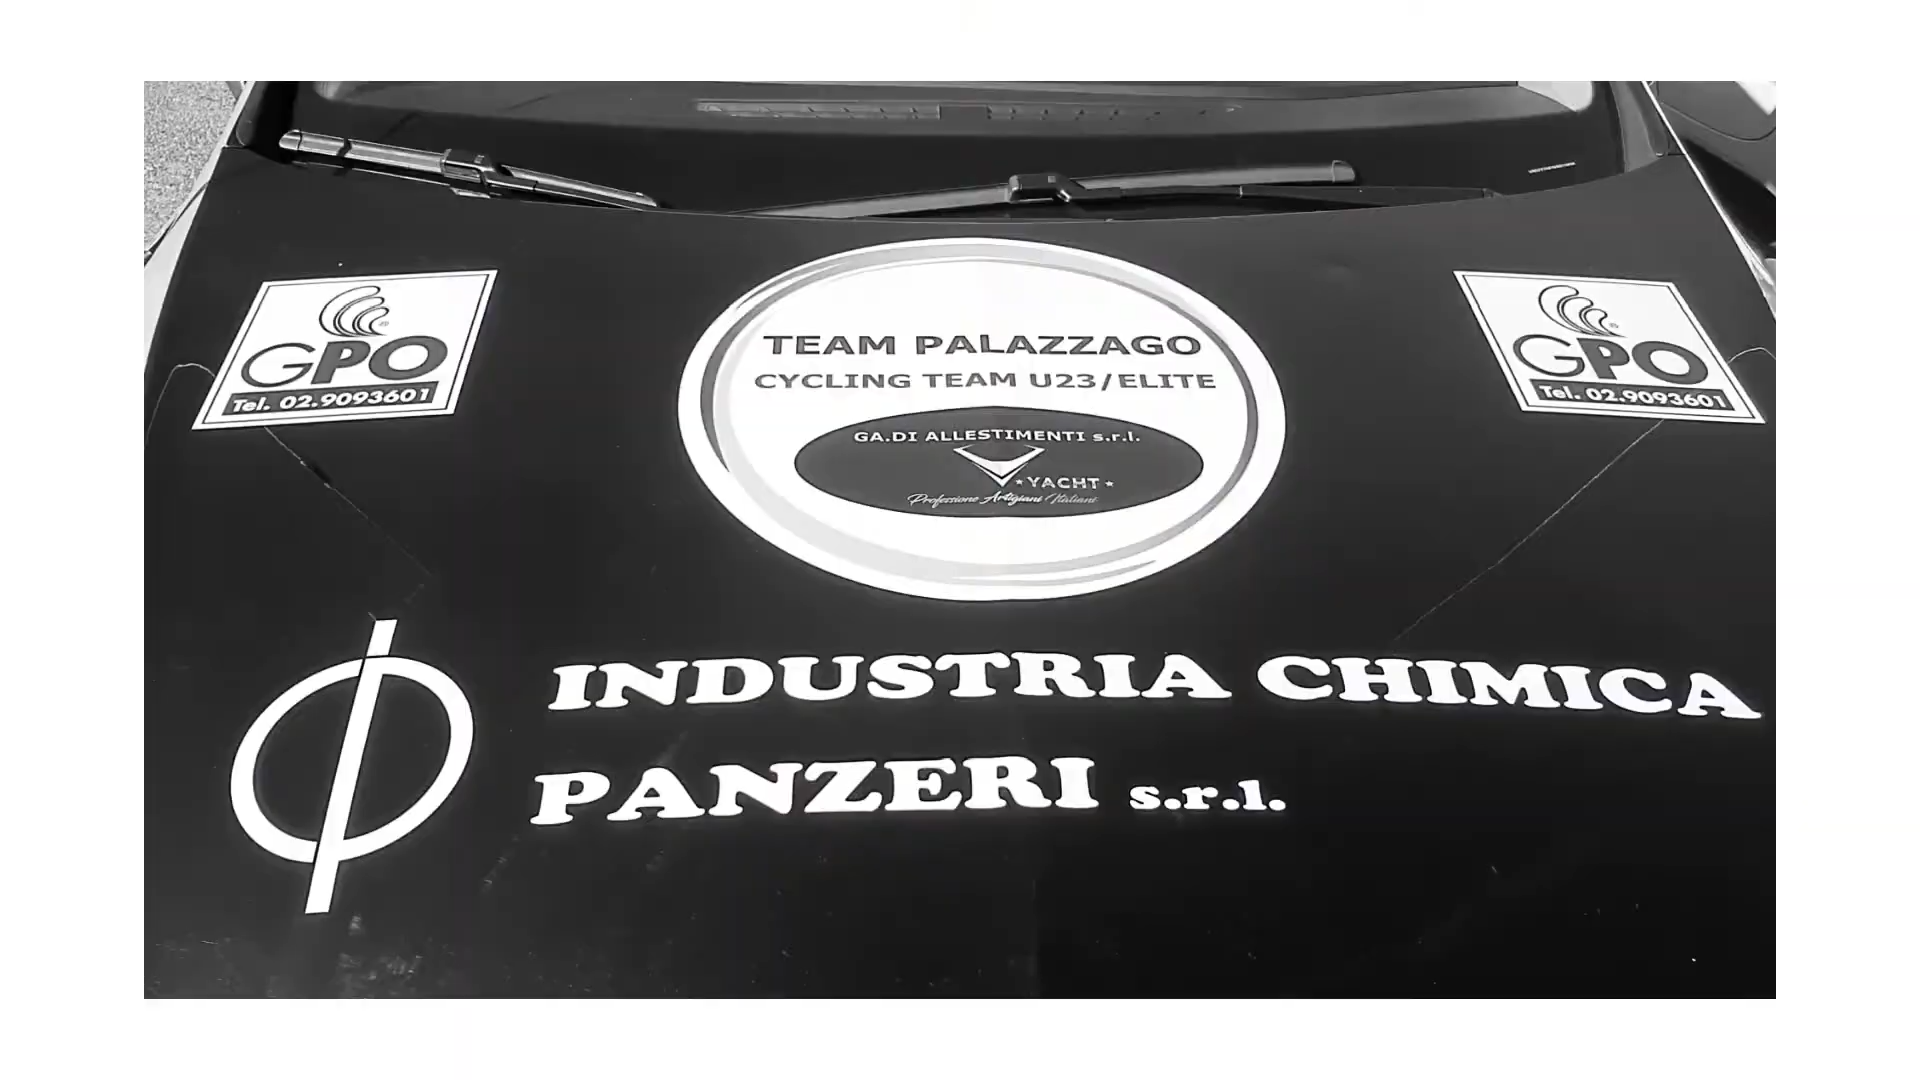 GPO
Tel. 02.9093601
TEAM PALAZZAGO
CYCLING TEAM U23/ELITE
GA.DI ALLESTIMENTI s.r.l.
YACHT
Professione Artigiani Italiani
GPO
Tel. 02.9093601
INDUSTRIA CHIMICA
PANZERI s.r.l.